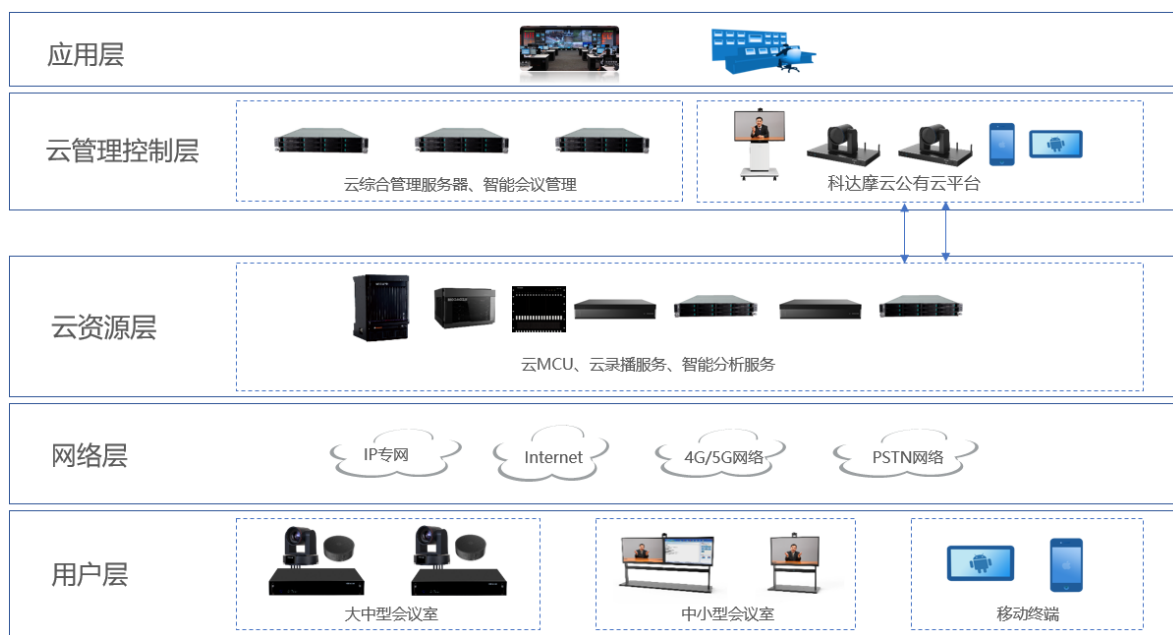 应用层
云管理控制层
云综合管理服务器、智能会议管理
科达摩云公有云平台
云资源层
云MCU、云录播服务、智能分析服务
网络层
IP专网
Internet
4G/5G网络
PSTN网络
用户层
大中型会议室
中小型会议室
移动终端